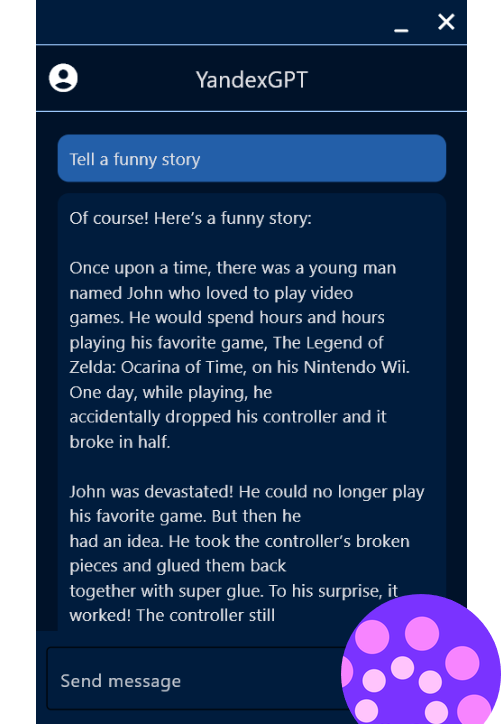 YandexGPT
Tell a funny story
Of course! Here’s a funny story:
Once upon a time, there was a young man
named John who loved to play video
games. He would spend hours and hours
playing his favorite game, The Legend of
Zelda: Ocarina of Time, on his Nintendo Wii.
One day, while playing, he
accidentally dropped his controller and it
broke in half.
John was devastated! He could no longer play
his favorite game. But then he
had an idea. He took the controller’s broken
pieces and glued them back
together with super glue. To his surprise, it
worked! The controller still
Send message